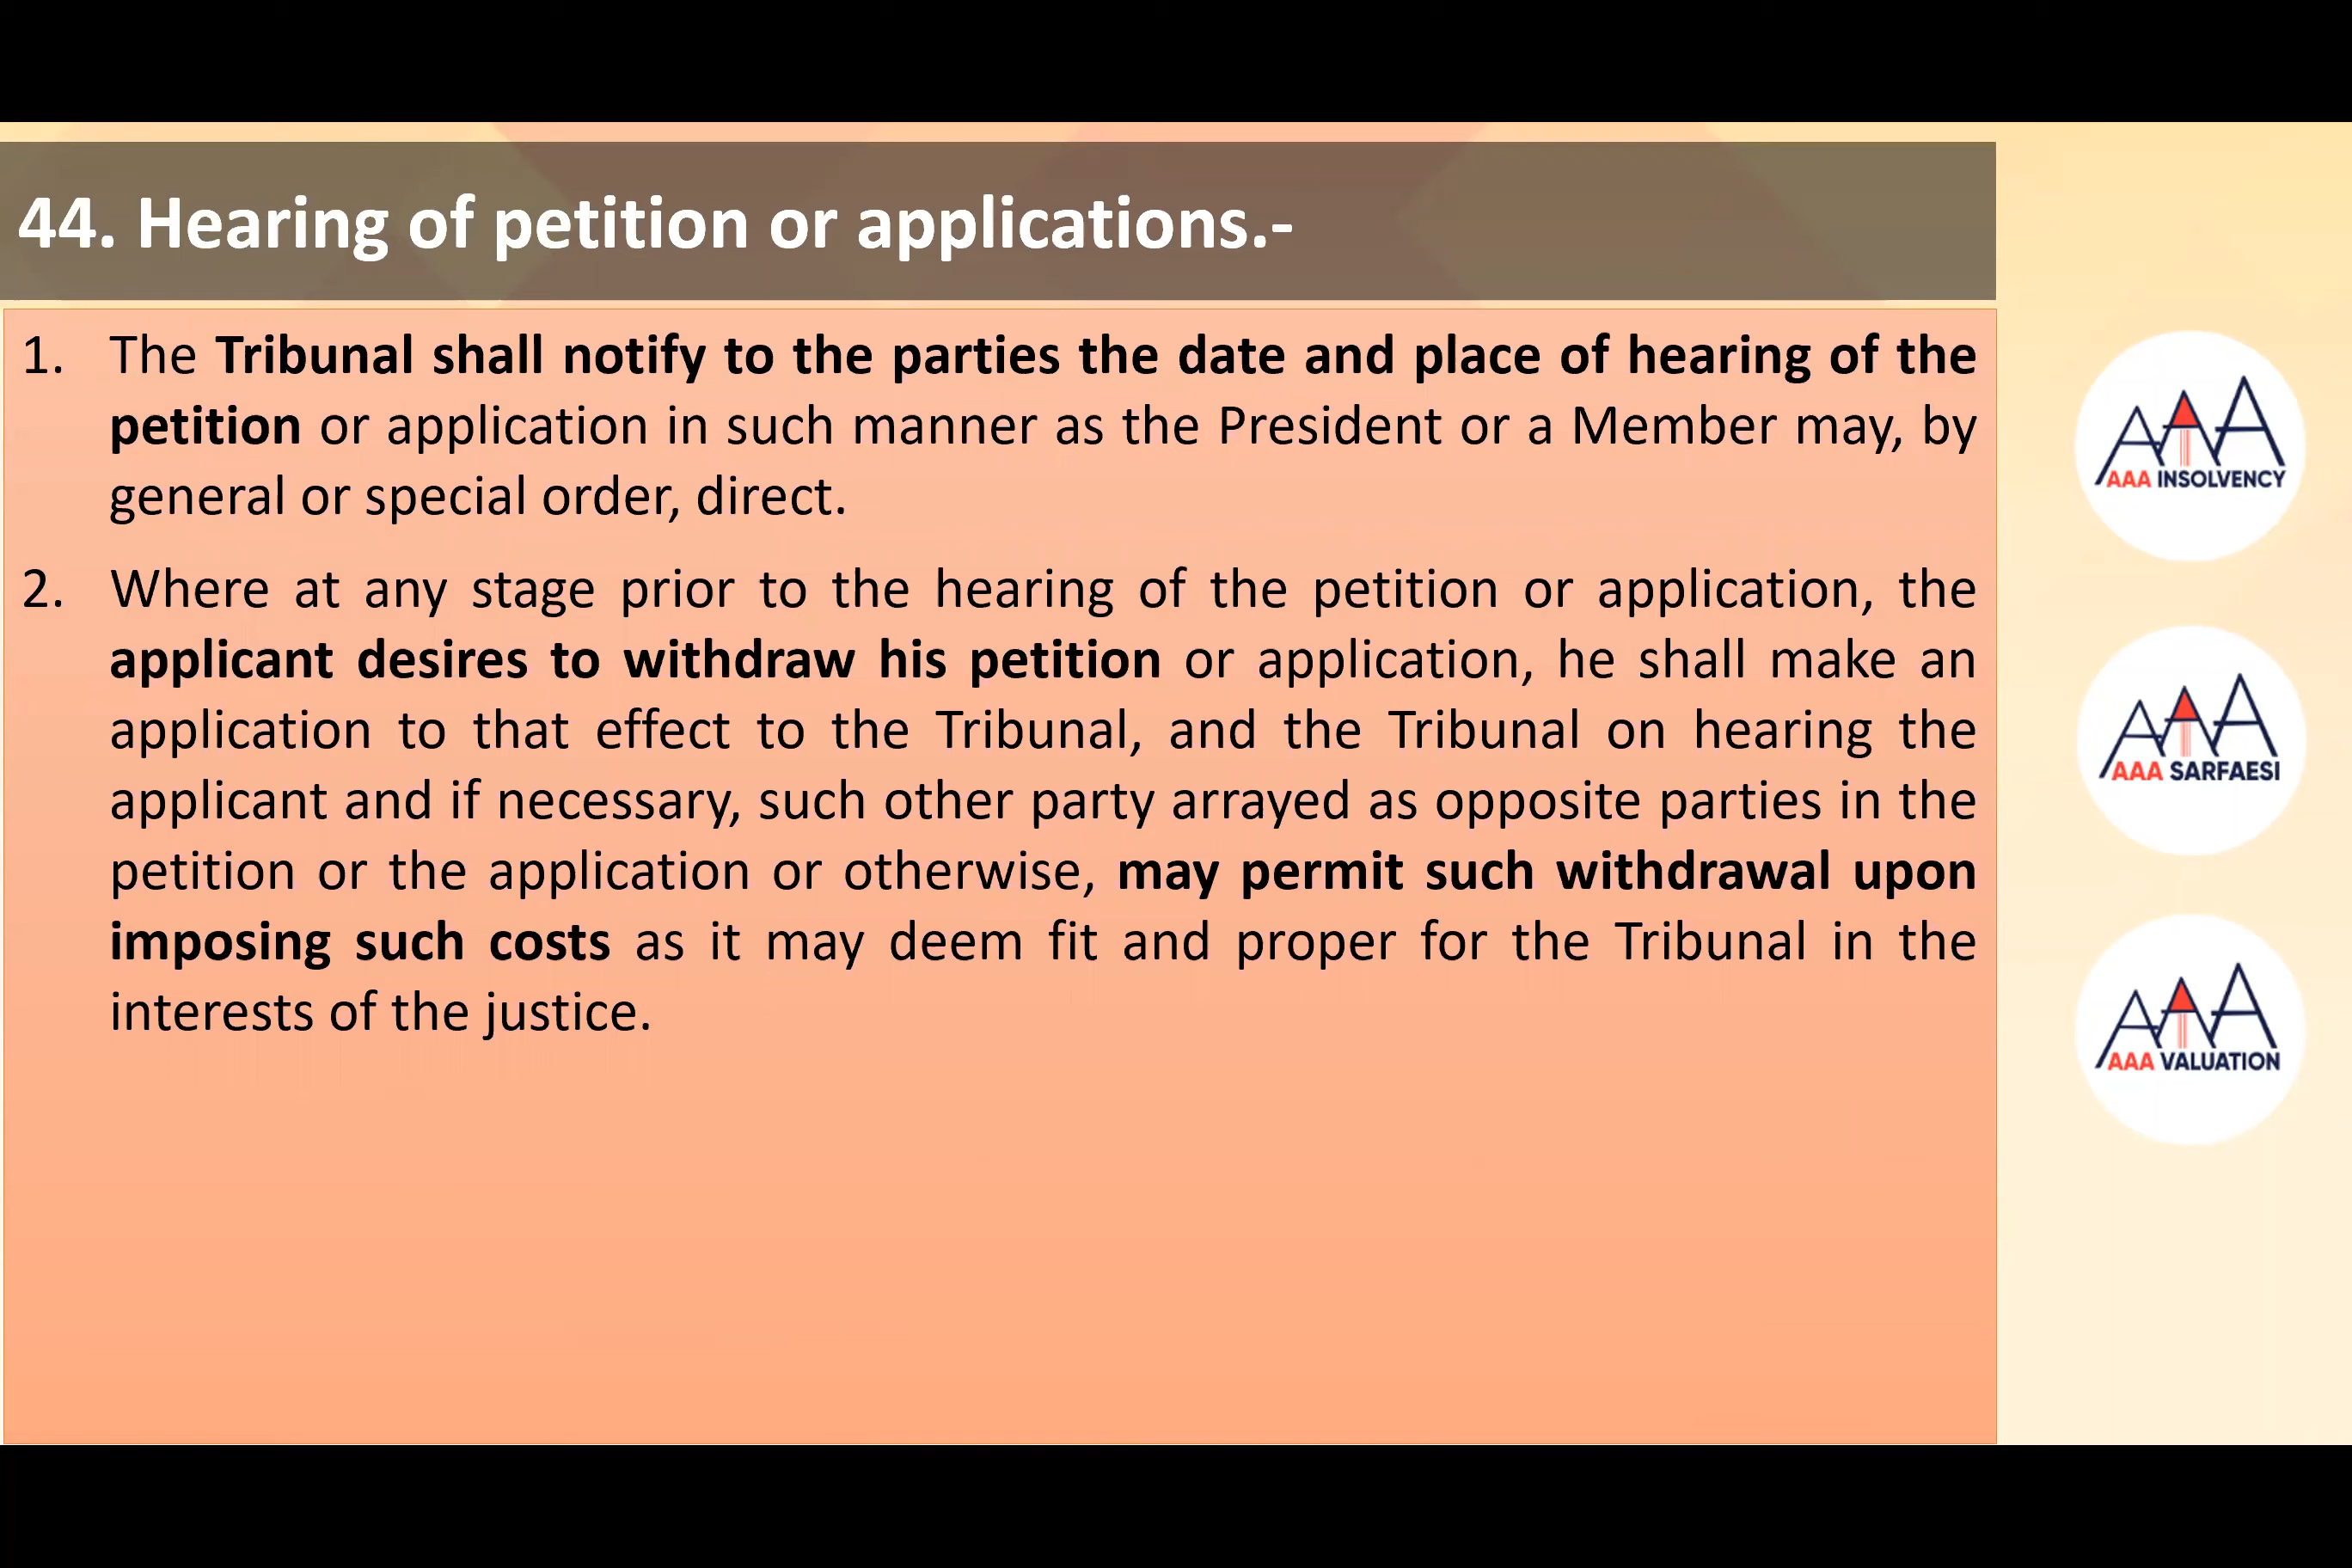 44. Hearing of petition or applications.-
1. The Tribunal shall notify to the parties the date and place of hearing of the
petition or application in such manner as the President or a Member may, by
general or special order, direct.
2. Where at any stage prior to the hearing of the petition or application, the
applicant desires to withdraw his petition or application, he shall make an
application to that effect to the Tribunal, and the Tribunal on hearing the
applicant and if necessary, such other party arrayed as opposite parties in the
petition or the application or otherwise, may permit such withdrawal upon
imposing such costs as it may deem fit and proper for the Tribunal in the
interests of the justice.
AAA
AAA INSOLVENCY
AAA
AAA SARFAESI
AAA
AAA VALUATION